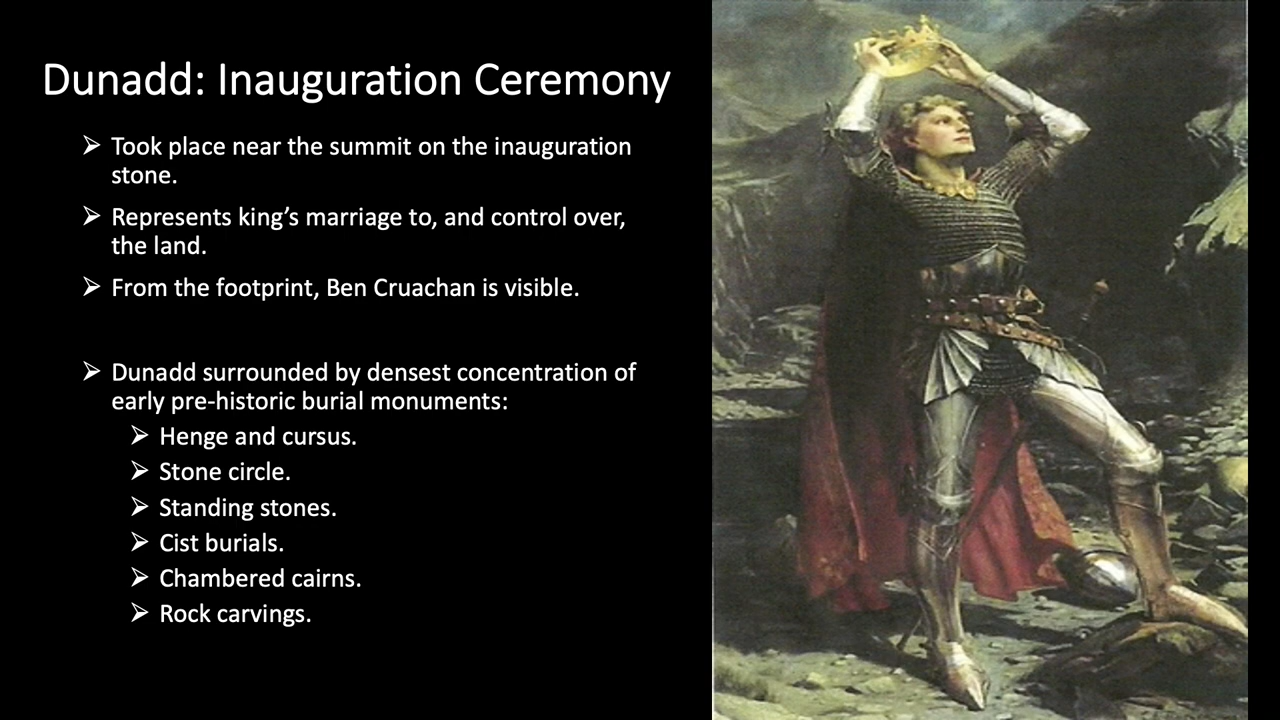 Dunadd: Inauguration Ceremony
Took place near the summit on the inauguration
stone.
Represents king’s marriage to, and control over,
the land.
From the footprint, Ben Cruachan is visible.
Dunadd surrounded by densest concentration of
early pre-historic burial monuments:
Henge and cursus.
Stone circle.
Standing stones.
Cist burials.
Chambered cairns.
Rock carvings.